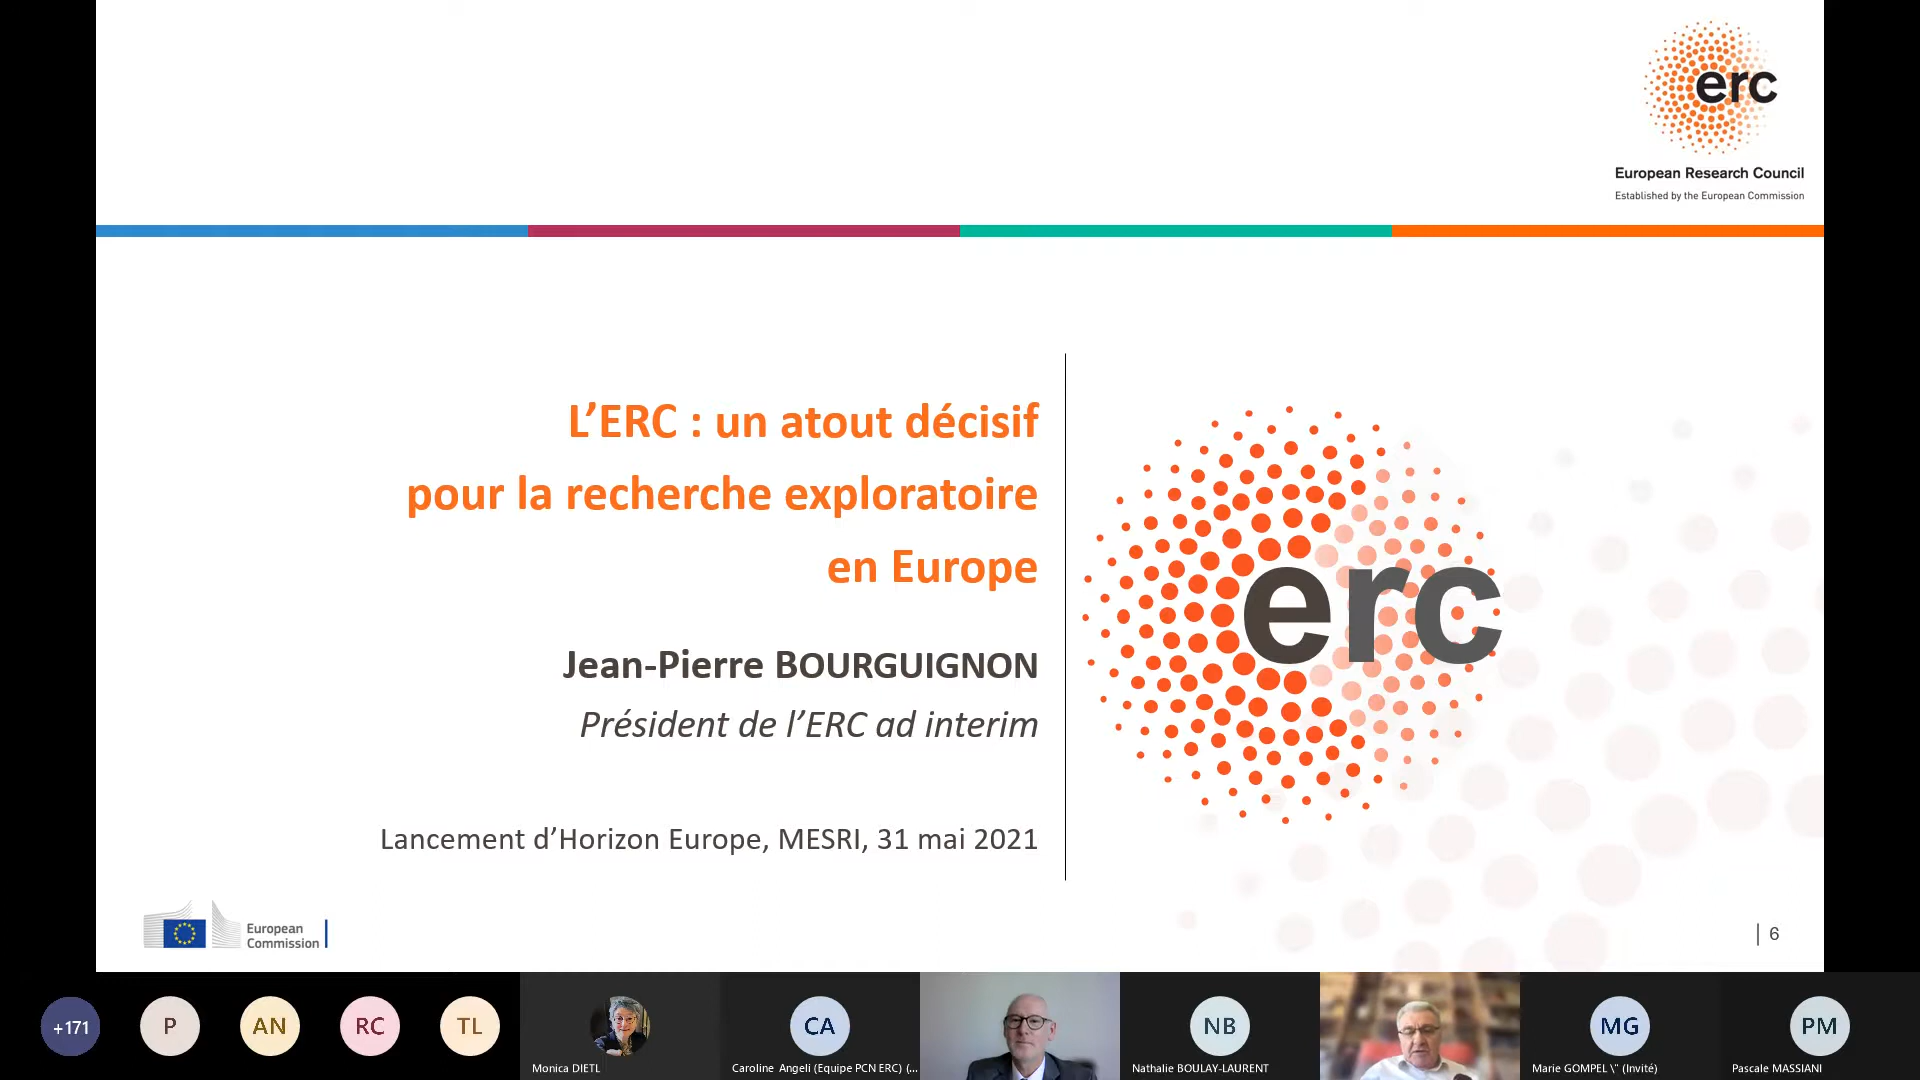 erc
European Research Council
Established by the European Commission
L’ERC : un atout décisif
pour la recherche exploratoire
en Europe
Jean-Pierre BOURGUIGNON
Président de l’ERC ad interim
Lancement d’Horizon Europe, MESRI, 31 mai 2021
erc
European
Commission
| 6
+171
P
AN
RC
TL
Monica DIETL
CA
Caroline Angeli (Equipe PCN ERC) (...
NB
Nathalie BOULAY-LAURENT
MG
Marie GOMPEL \" (Invité)
PM
Pascale MASSIANI